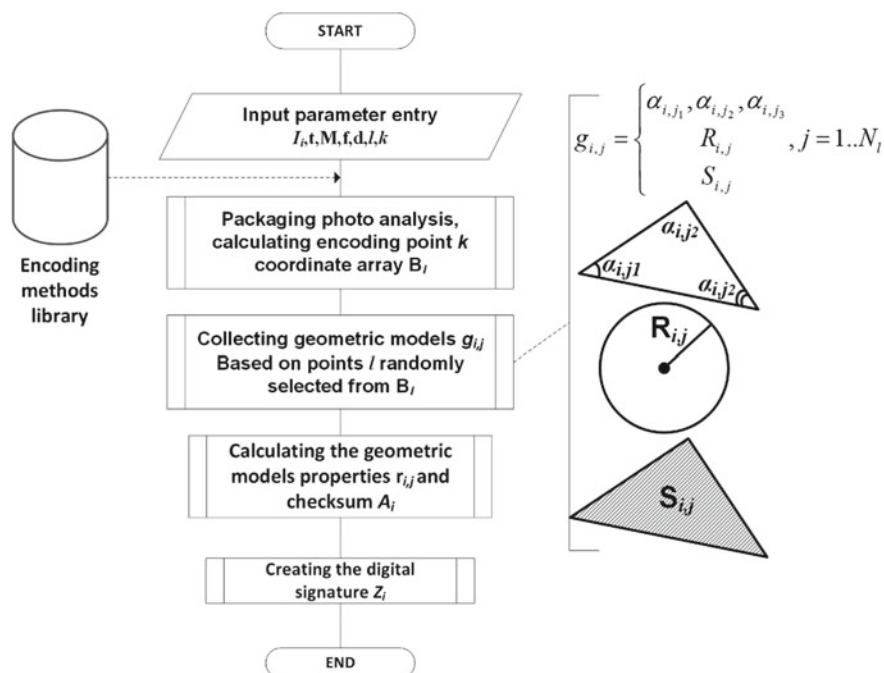 START
Input parameter entry
Iᵢ,t,M,f,d,l,k
Encoding
methods
library
Packaging photo analysis,
calculating encoding point k
coordinate array Bₗ
Collecting geometric models gᵢ,ⱼ
Based on points l randomly
selected from Bₗ
Calculating the geometric
models properties rᵢ,ⱼ and
checksum Aᵢ
Creating the digital
signature Zᵢ
END
αᵢ,ⱼ₁, αᵢ,ⱼ₂, αᵢ,ⱼ₃
gᵢ,ⱼ = { Rᵢ,ⱼ , j = 1..Nₗ
Sᵢ,ⱼ
αi,j2
αi,j1
αi,j2
Rᵢ,ⱼ
Sᵢ,ⱼ